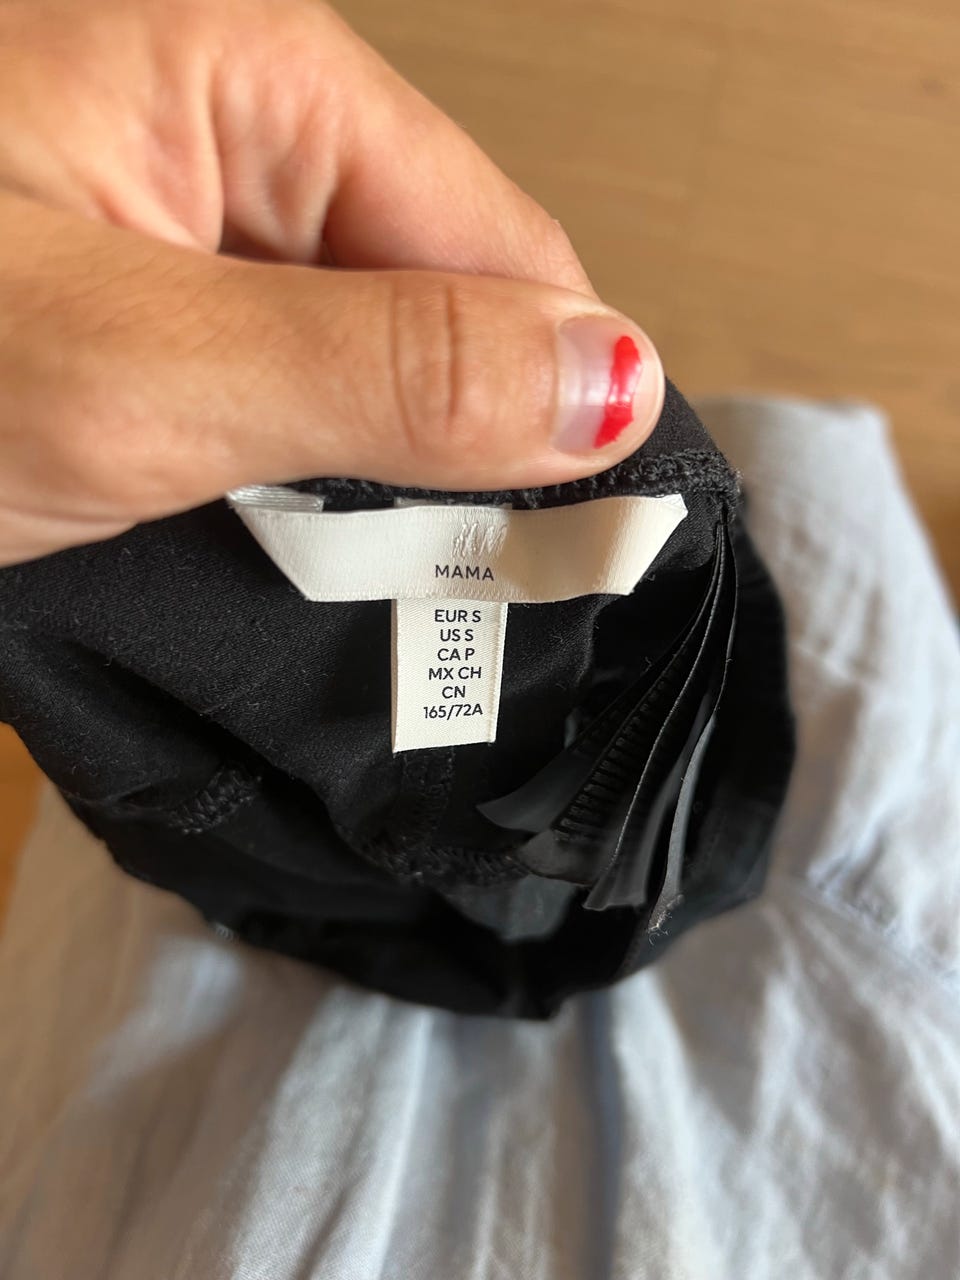 H&M
MAMA
EUR S
US S
CA P
MX CH
CN
165/72A